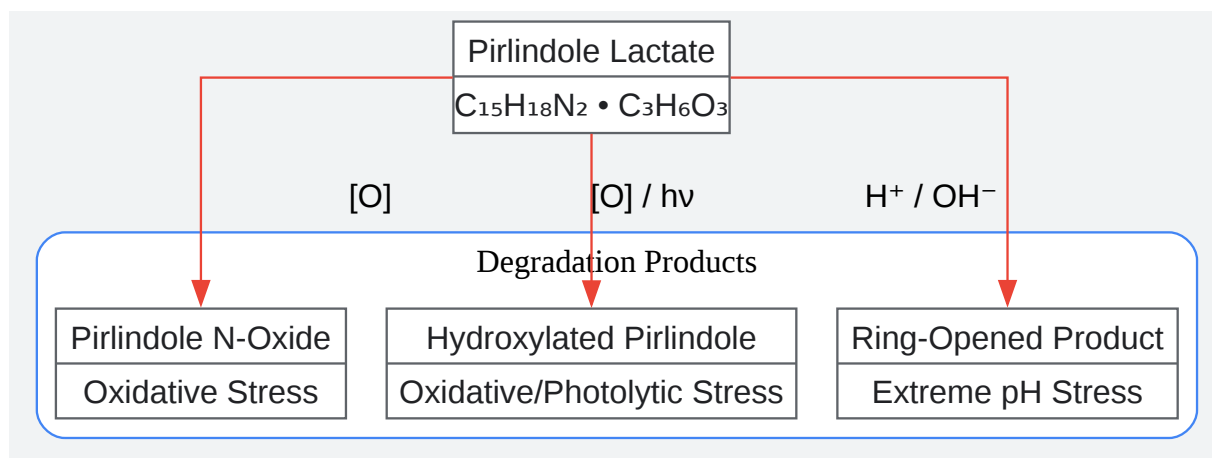 Pirlindole Lactate
C₁₅H₁₈N₂ • C₃H₆O₃
[O]
[O] / hν
H⁺ / OH⁻
Degradation Products
Pirlindole N-Oxide
Oxidative Stress
Hydroxylated Pirlindole
Oxidative/Photolytic Stress
Ring-Opened Product
Extreme pH Stress